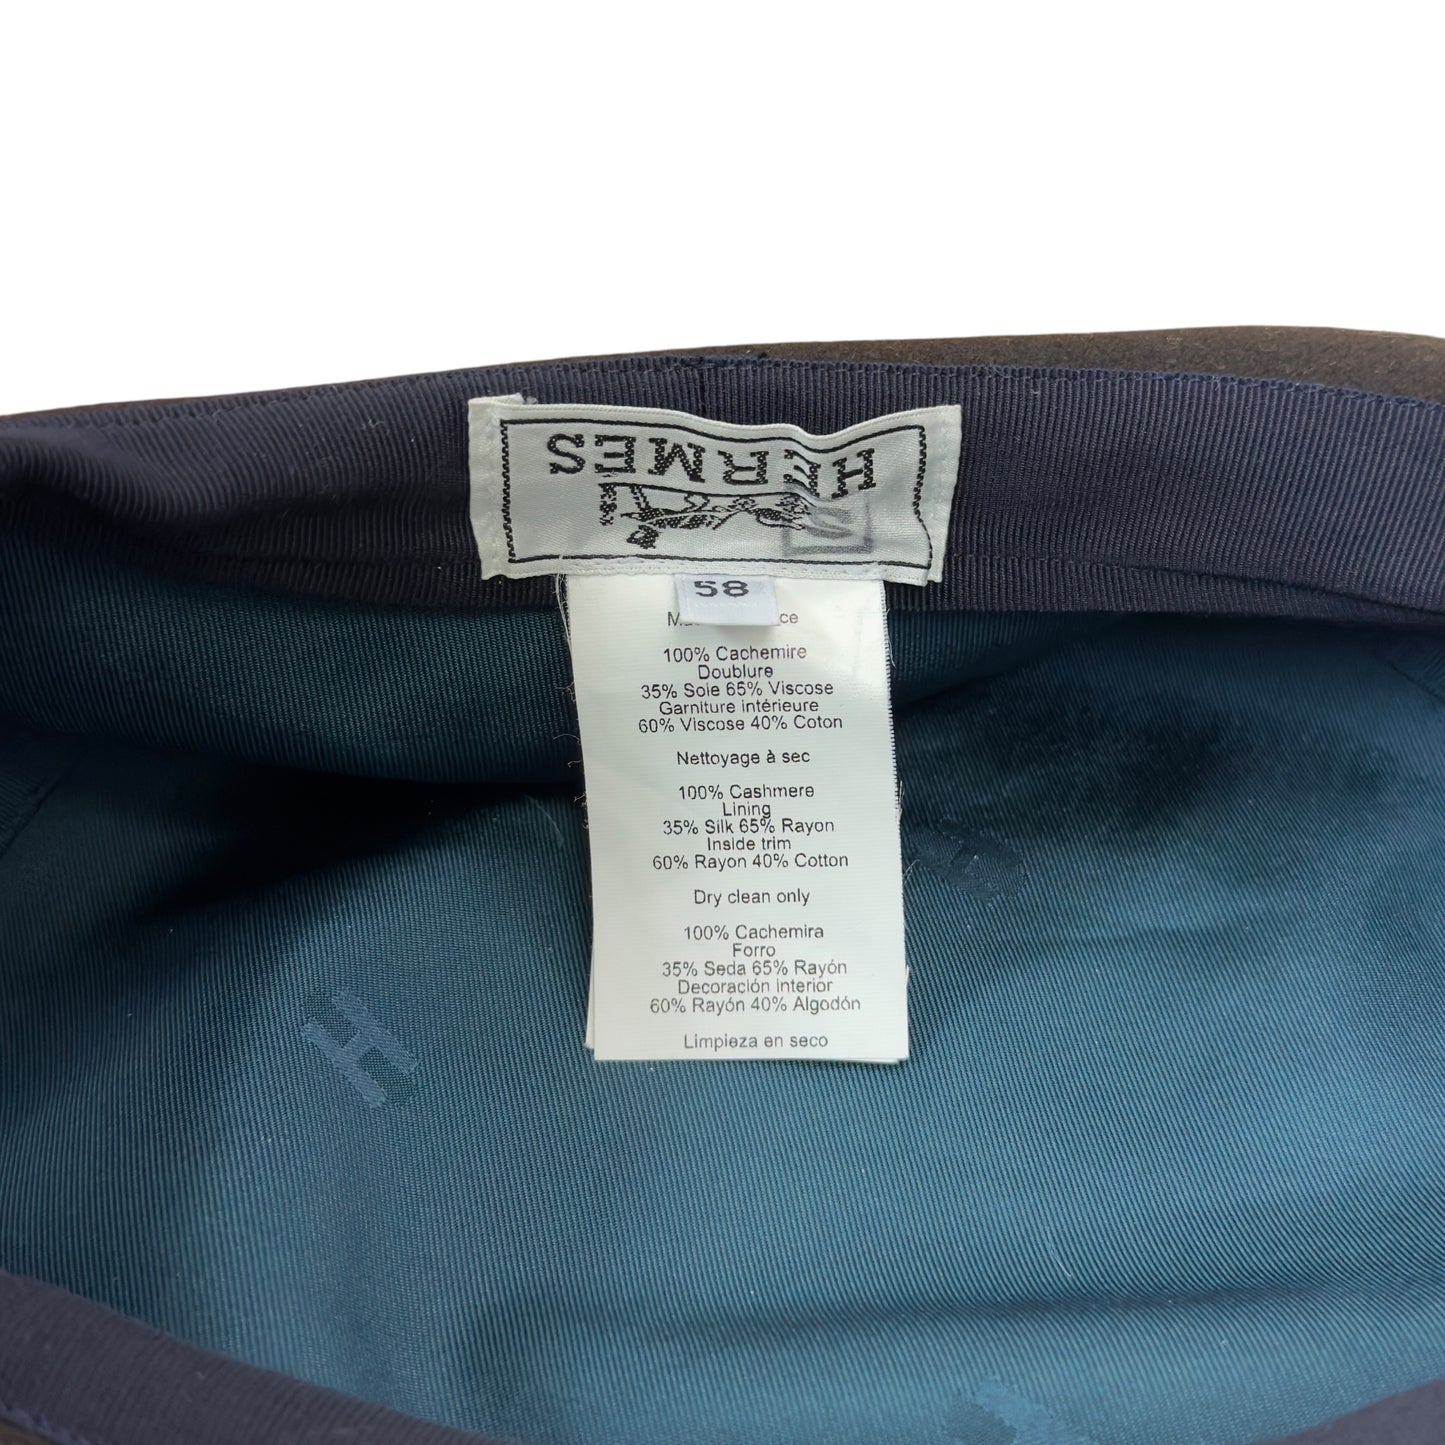 HERMES
58
100% Cachemire
Doublure
35% Soie 65% Viscose
Garniture intérieure
60% Viscose 40% Coton
Nettoyage à sec
100% Cashmere
Lining
35% Silk 65% Rayon
Inside trim
60% Rayon 40% Cotton
Dry clean only
100% Cachemira
Forro
35% Seda 65% Rayón
Decoración interior
60% Rayón 40% Algodón
Limpieza en seco
H